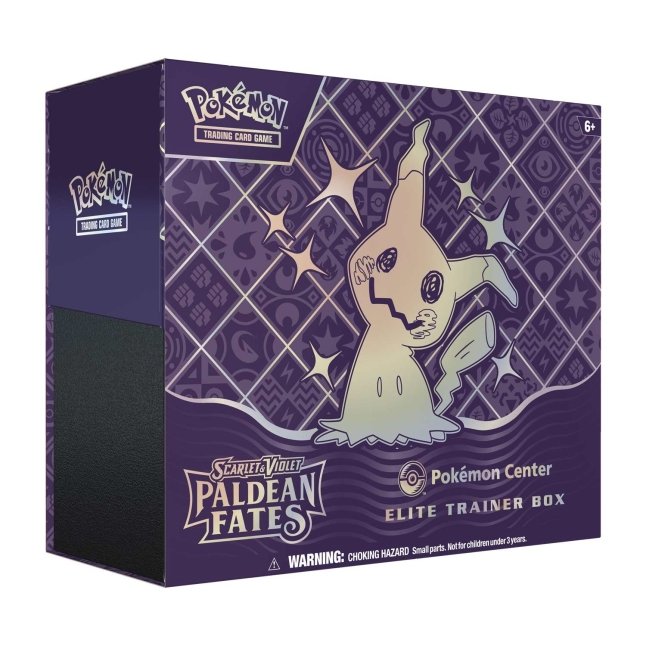 POKÉMON
TRADING CARD GAME
POKÉMON
TRADING CARD GAME
6+
SCARLET & VIOLET
PALDEAN
FATES
Pokémon Center
ELITE TRAINER BOX
WARNING: CHOKING HAZARD Small parts. Not for children under 3 years.